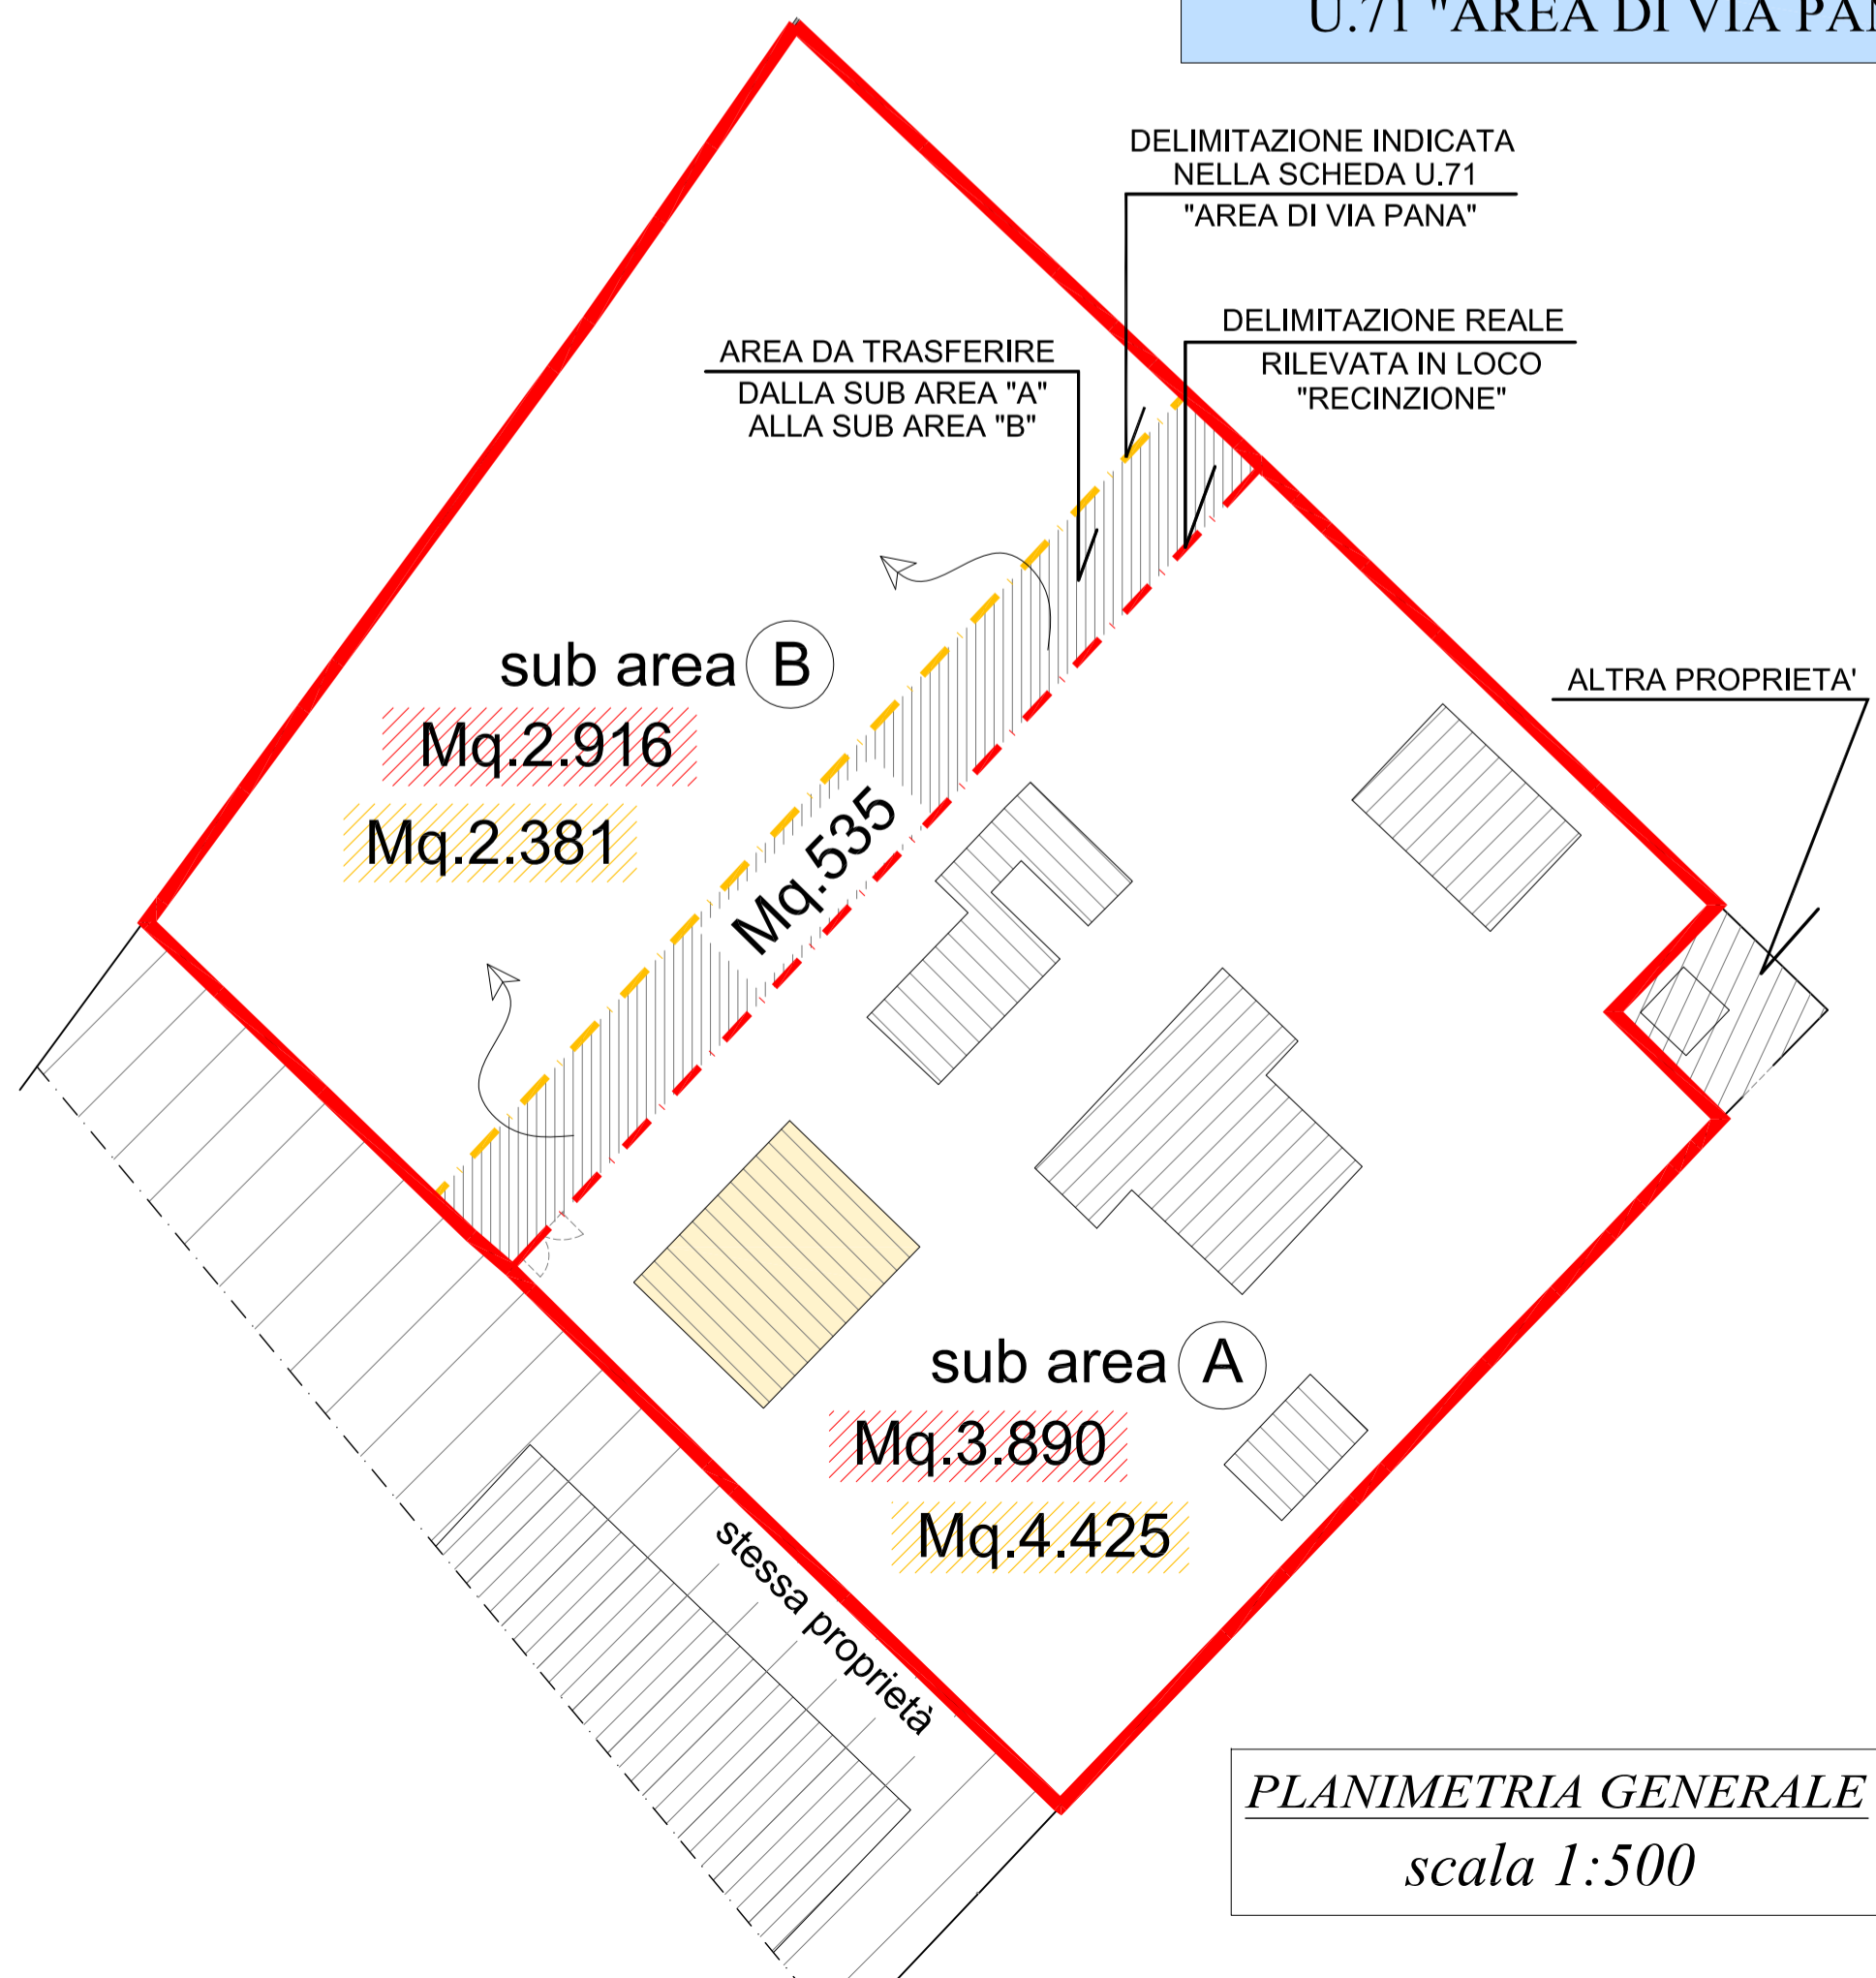 U.71 "AREA DI VIA
DELIMITAZIONE INDICATA
NELLA SCHEDA U.71
"AREA DI VIA PANA"
DELIMITAZIONE REALE
RILEVATA IN LOCO
"RECINZIONE"
AREA DA TRASFERIRE
DALLA SUB AREA "A"
ALLA SUB AREA "B"
sub area B
Mq.2.916
Mq.2.381
Mq.535
ALTRA PROPRIETA'
sub area A
Mq.3.890
Mq.4.425
stessa proprietà
PLANIMETRIA GENERALE
scala 1:500